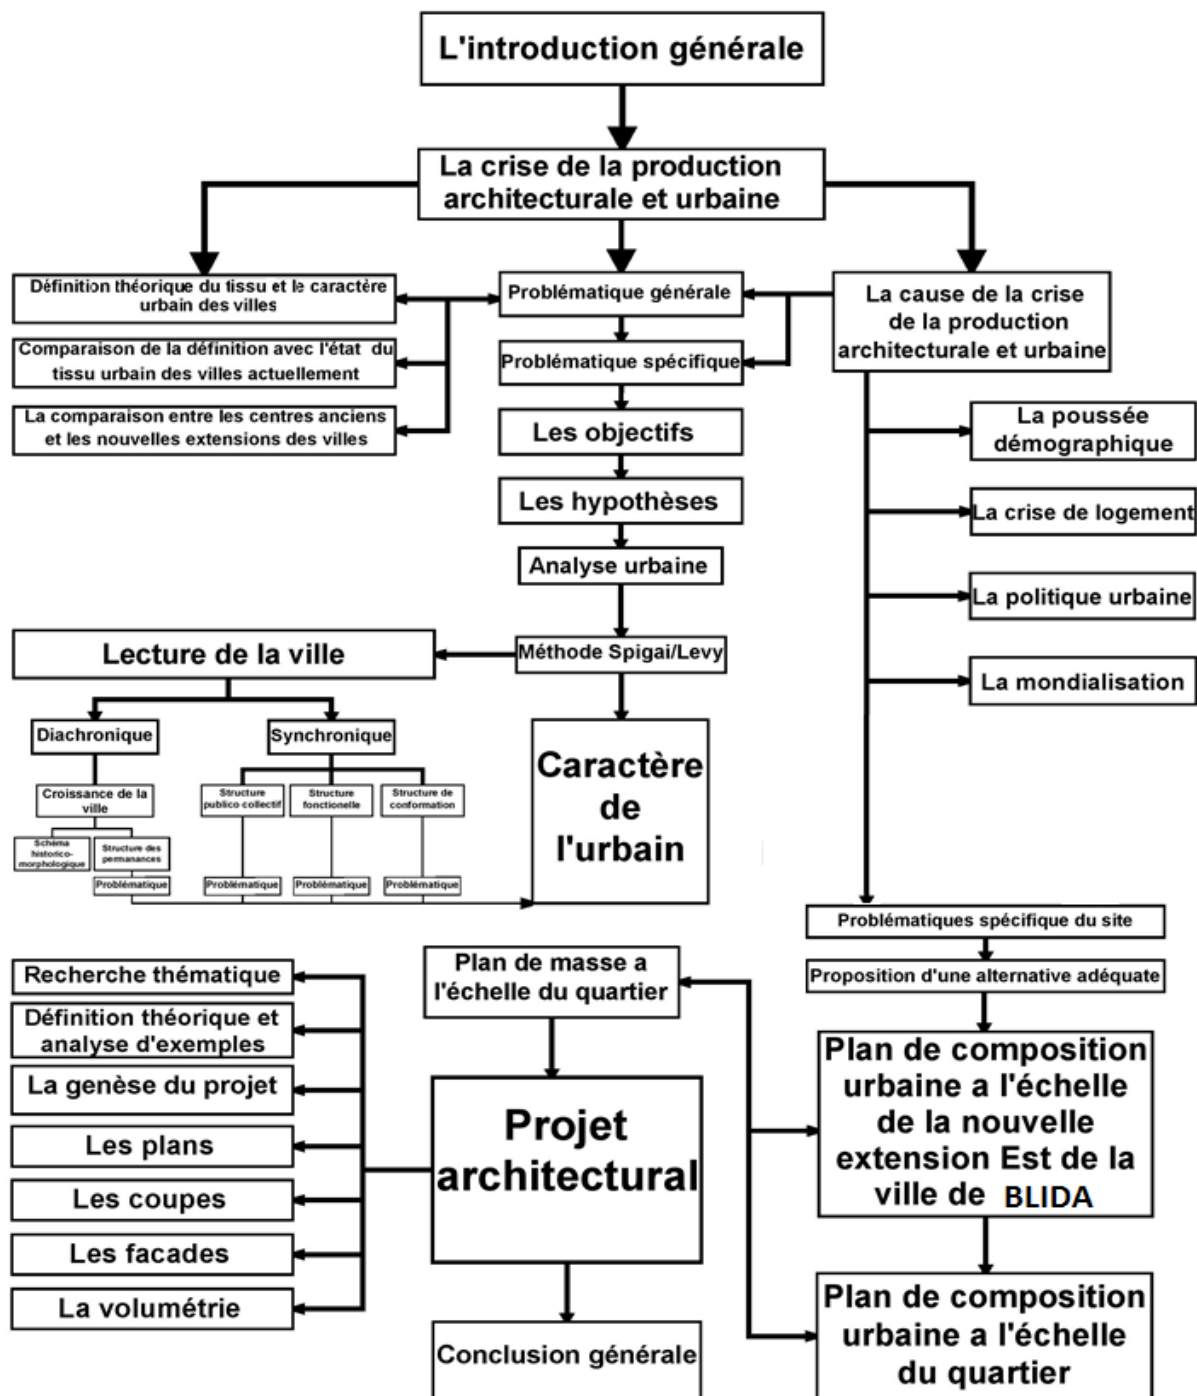 L'introduction générale
La crise de la production
architecturale et urbaine
Définition théorique du tissu et le caractère
urbain des villes
Problématique générale
La cause de la crise
de la production
architecturale et urbaine
Comparaison de la définition avec l'état du
tissu urbain des villes actuellement
Problématique spécifique
La comparaison entre les centres anciens
et les nouvelles extensions des villes
Les objectifs
La poussée
démographique
Les hypothèses
La crise de logement
Analyse urbaine
La politique urbaine
Lecture de la ville
Méthode Spigai/Levy
La mondialisation
Diachronique
Synchronique
Caractère
de
l'urbain
Croissance de la
ville
Structure
publico collectif
Structure
fonctionelle
Structure de
conformation
Schéma
historico-
morphologique
Structure des
permanances
Problématique
Problématique
Problématique
Problématique
Problématiques spécifique du site
Proposition d'une alternative adéquate
Plan de masse a
l'échelle du quartier
Recherche thématique
Définition théorique et
analyse d'exemples
La genèse du projet
Les plans
Les coupes
Les facades
La volumétrie
Projet
architectural
Plan de composition
urbaine a l'échelle
de la nouvelle
extension Est de la
ville de BLIDA
Plan de composition
urbaine a l'échelle
du quartier
Conclusion générale